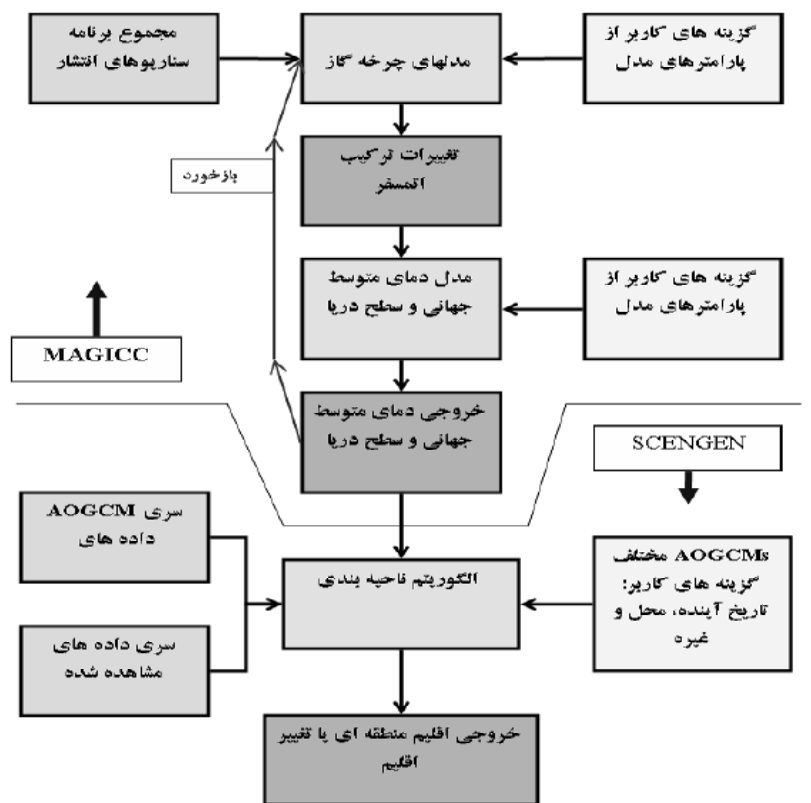 مجموع برنامه
سناریوهای انتشار
مدلهای چرخه گاز
گزینه های کاربر از
پارامترهای مدل
تغییرات ترکیب
اتمسفر
بازخورد
مدل دمای متوسط
جهانی و سطح دریا
گزینه های کاربر از
پارامترهای مدل
MAGICC
خروجی دمای متوسط
جهانی و سطح دریا
SCENGEN
سری AOGCM
داده های
الگوریتم ناحیه بندی
AOGCMs مختلف
گزینه های کاربر:
تاریخ آینده، محل و
غیره
سری داده های
مشاهده شده
خروجی اقلیم منطقه ای یا تغییر
اقلیم